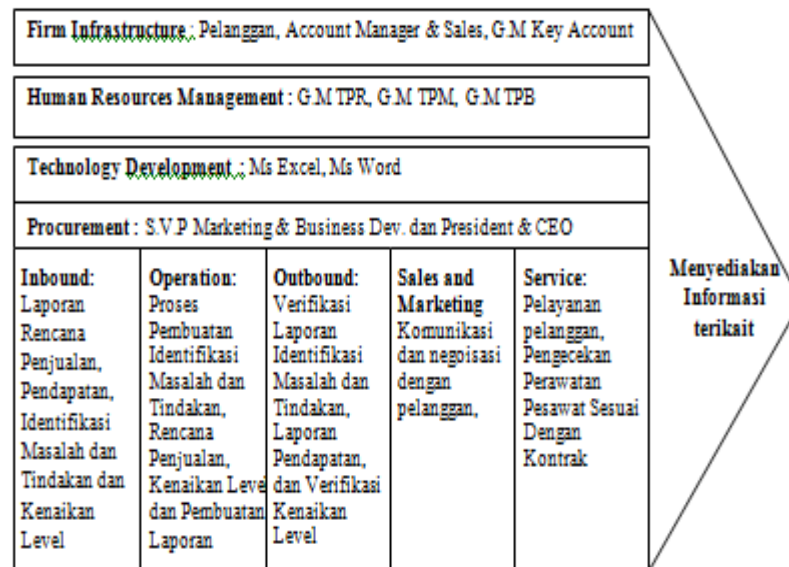 Firm Infrastructure : Pelanggan, Account Manager & Sales, G.M Key Account
Human Resources Management : G.M TPR, G.M TPM, G.M TPB
Technology Development : Ms Excel, Ms Word
Procurement : S.V.P Marketing & Business Dev. dan President & CEO
Inbound:
Laporan
Rencana
Penjualan,
Pendapatan,
Identifikasi
Masalah dan
Tindakan dan
Kenaikan
Level
Operation:
Proses
Pembuatan
Identifikasi
Masalah dan
Tindakan,
Rencana
Penjualan,
Kenaikan Level
dan Pembuatan
Laporan
Outbound:
Verifikasi
Laporan
Identifikasi
Masalah dan
Tindakan,
Laporan
Pendapatan,
dan Verifikasi
Kenaikan
Level
Sales and
Marketing
Komunikasi
dan negoisasi
dengan
pelanggan,
Service:
Pelayanan
pelanggan,
Pengecekan
Perawatan
Pesawat Sesuai
Dengan
Kontrak
Menyediakan
Informasi
terikait